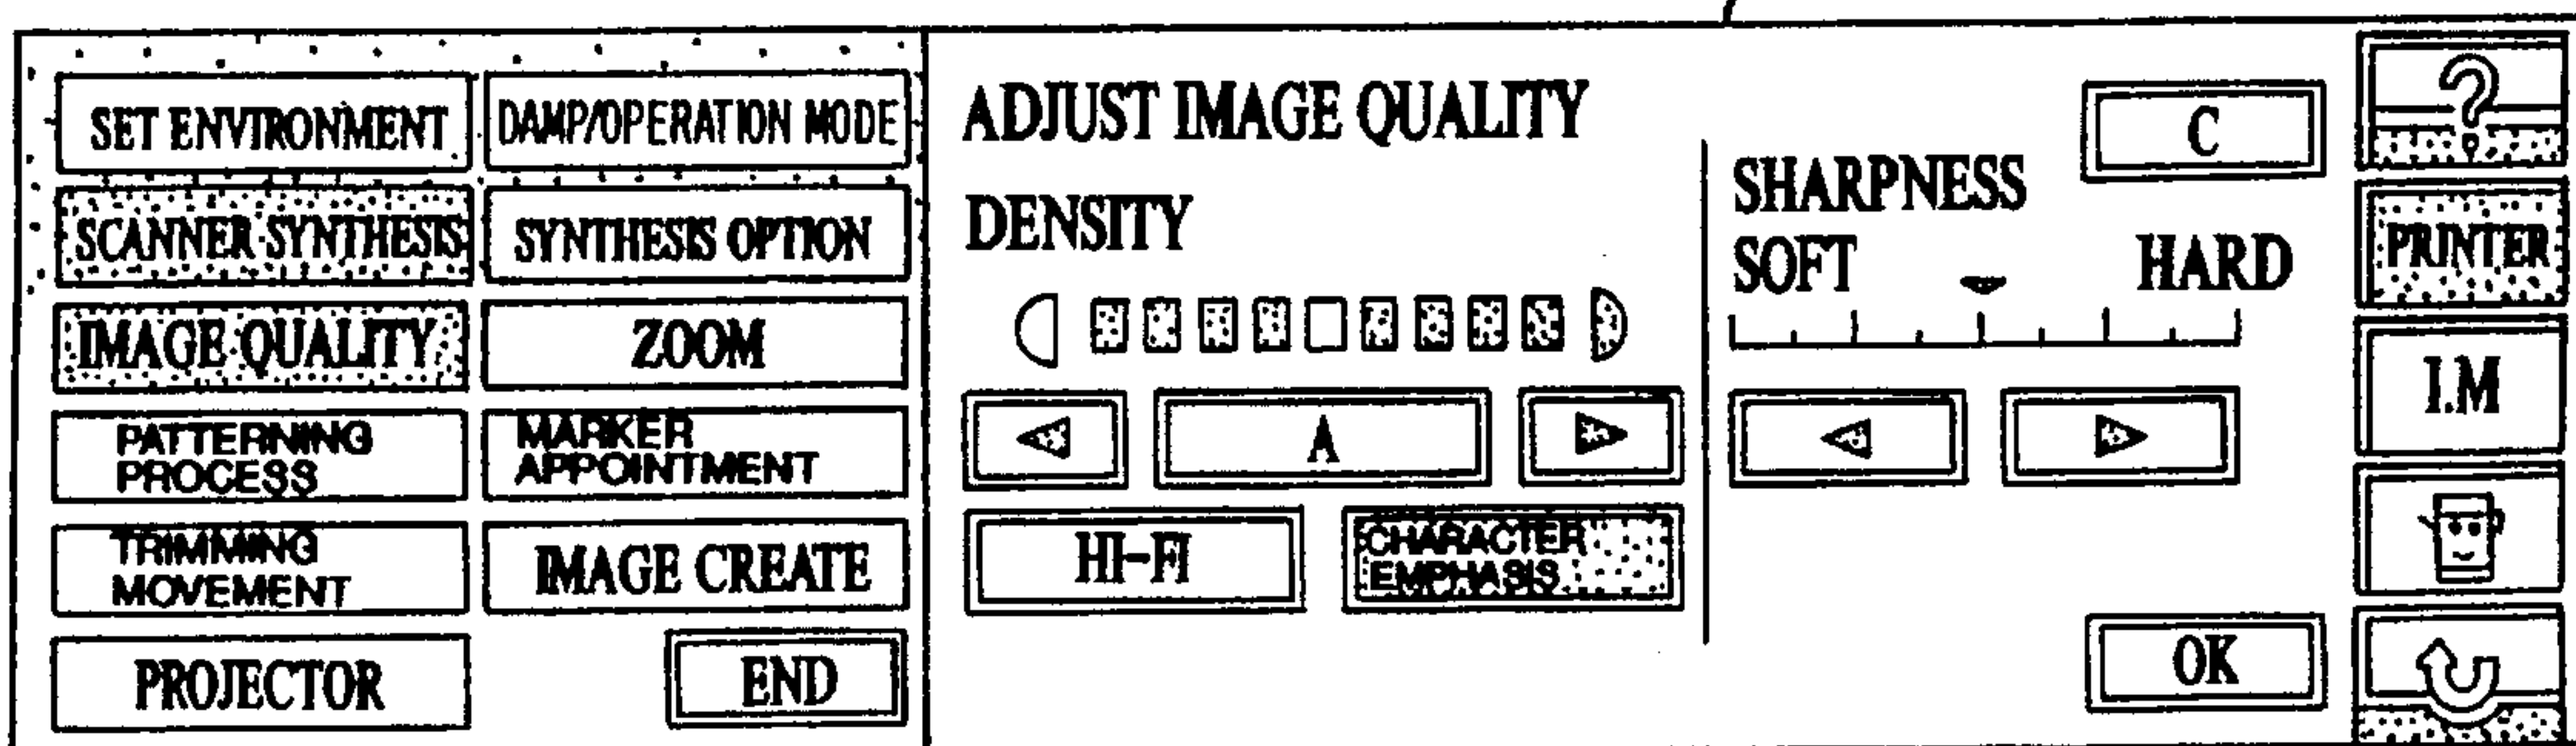 SET ENVIRONMENT
DAMP/OPERATION MODE
SCANNER SYNTHESIS
SYNTHESIS OPTION
IMAGE QUALITY
ZOOM
PATTERNING
PROCESS
MARKER
APPOINTMENT
TRIMMING
MOVEMENT
IMAGE CREATE
PROJECTOR
END
ADJUST IMAGE QUALITY
DENSITY
A
HI-FI
CHARACTER
EMPHASIS
C
SHARPNESS
SOFT
HARD
OK
?
PRINTER
I.M